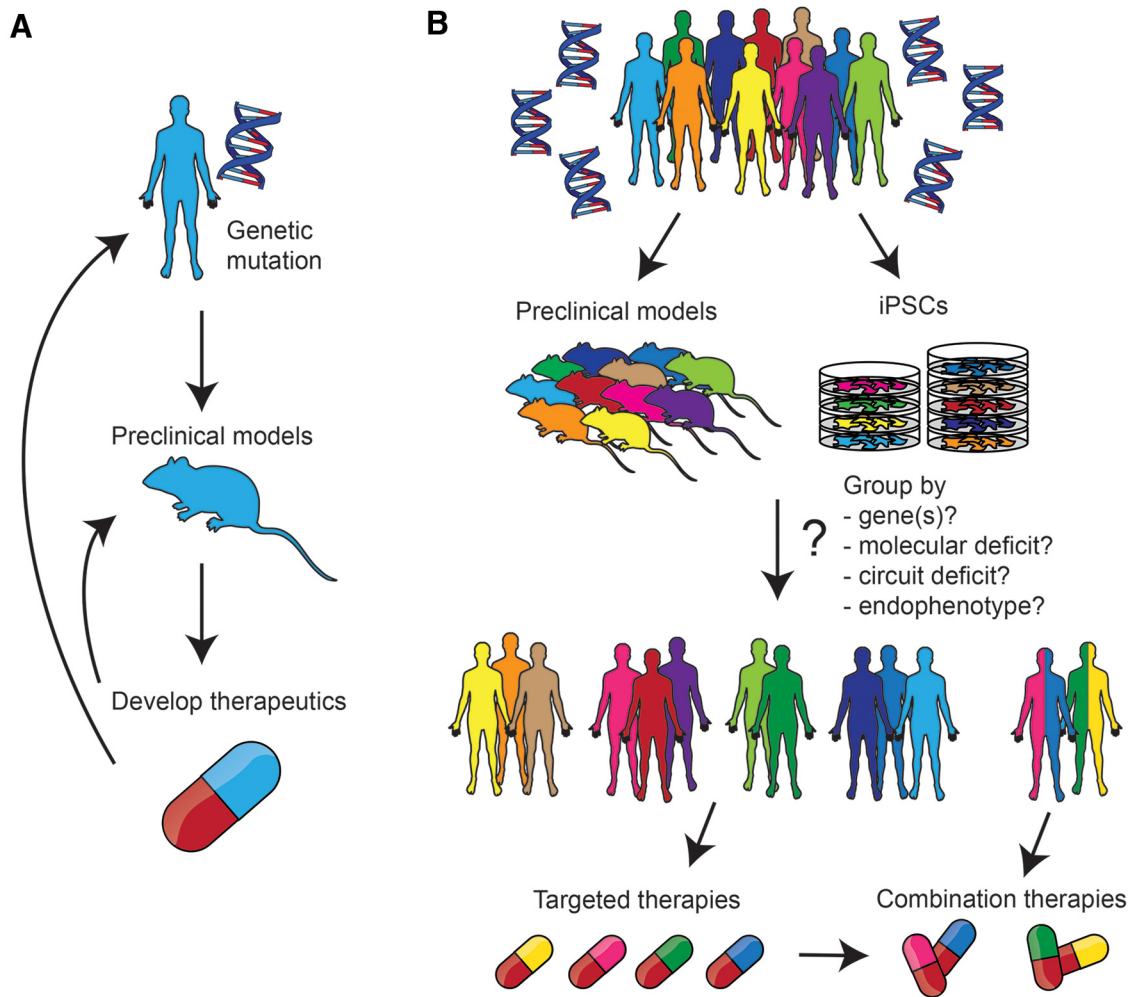 A
Genetic
mutation
Preclinical models
Develop therapeutics
B
Preclinical models
iPSCs
?
Group by
- gene(s)?
- molecular deficit?
- circuit deficit?
- endophenotype?
Targeted therapies
Combination therapies